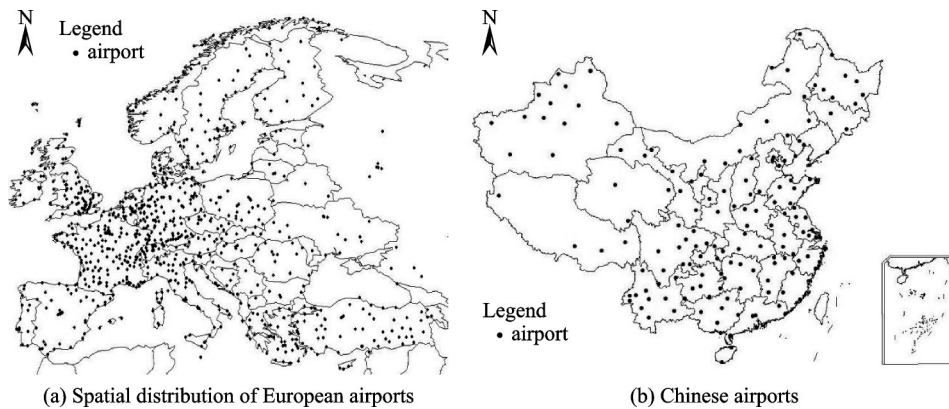 N
Legend
• airport
(a) Spatial distribution of European airports
N
Legend
• airport
(b) Chinese airports